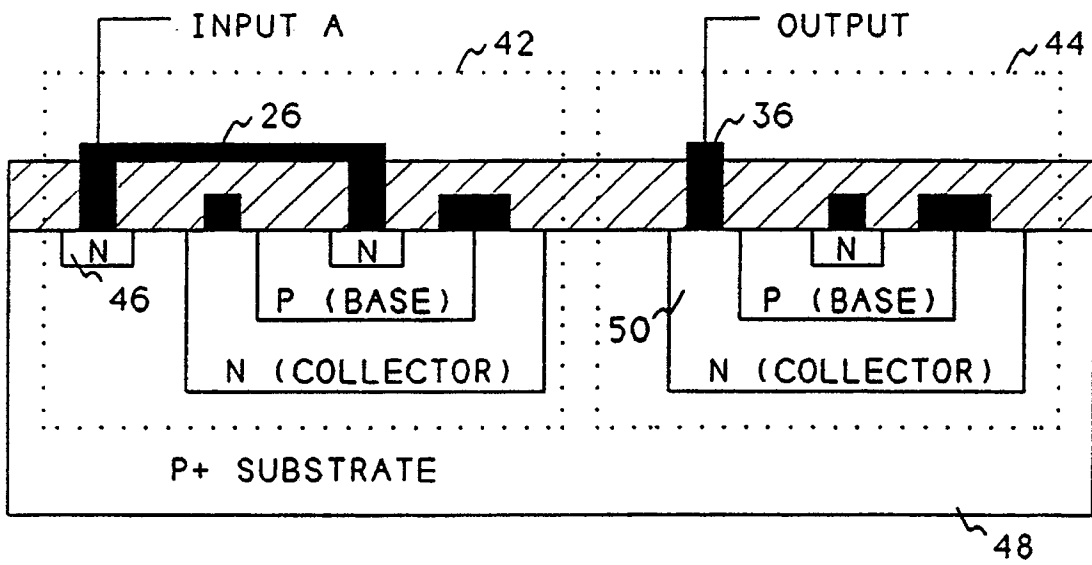 INPUT A
OUTPUT
42
44
26
36
N
N
N
46
P (BASE)
P (BASE)
50
N (COLLECTOR)
N (COLLECTOR)
P+ SUBSTRATE
48